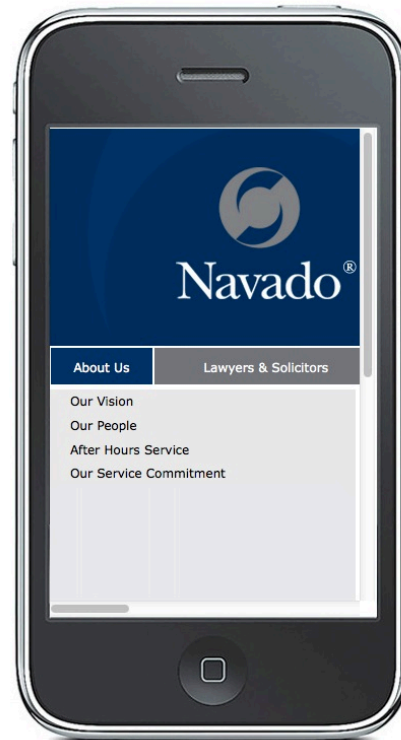 Navado®
About Us
Lawyers & Solicitors
Our Vision
Our People
After Hours Service
Our Service Commitment